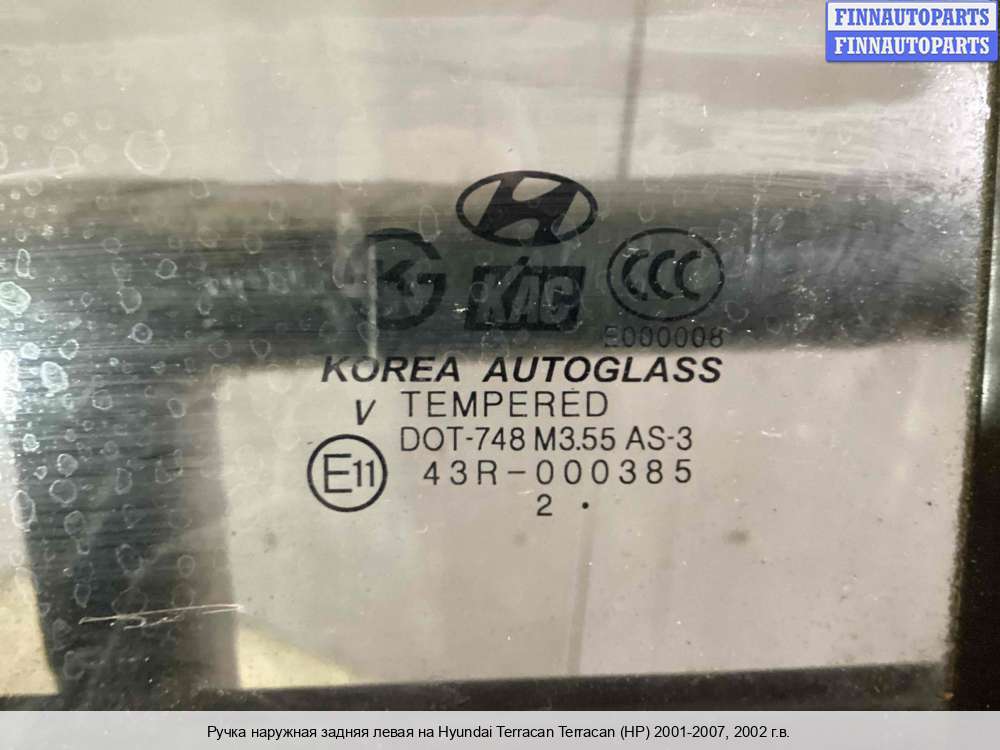 FINNAUTOPARTS
FINNAUTOPARTS
KAC
CCC
E000008
KOREA AUTOGLASS
V TEMPERED
DOT-748 M3.55 AS-3
E11 43R-000385
2 .
Ручка наружная задняя левая на Hyundai Terracan Terracan (HP) 2001-2007, 2002 г.в.